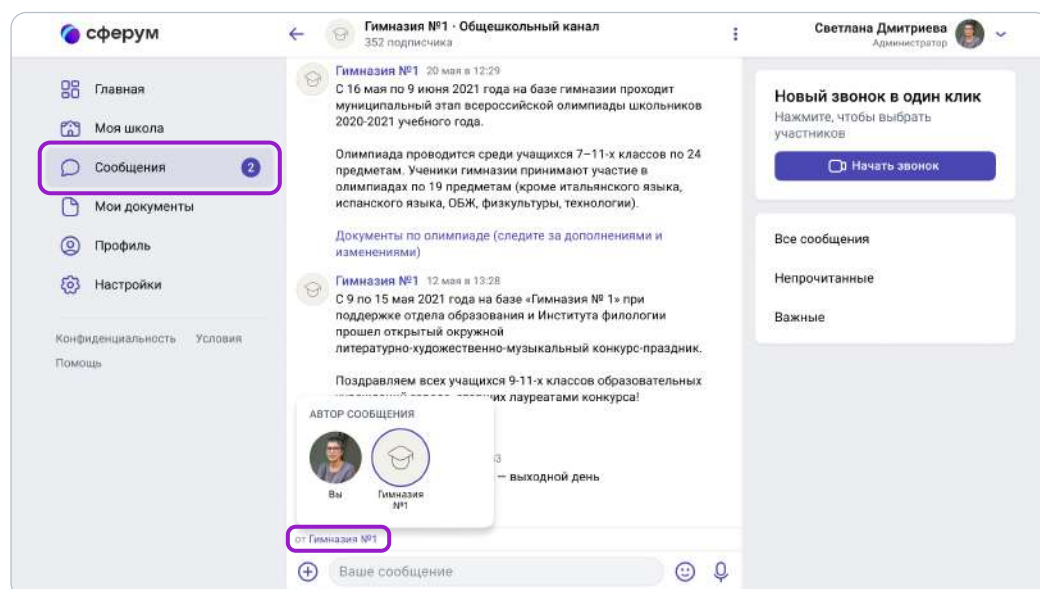 сферум
Главная
Моя школа
Сообщения 2
Мои документы
Профиль
Настройки
Конфиденциальность Условия
Помощь
Гимназия №1 · Общешкольный канал
352 подписчика
Гимназия №1 20 мая в 12:29
С 16 мая по 9 июня 2021 года на базе гимназии проходит
муниципальный этап всероссийской олимпиады школьников
2020-2021 учебного года.
Олимпиада проводится среди учащихся 7–11-х классов по 24
предметам. Ученики гимназии принимают участие в
олимпиадах по 19 предметам (кроме итальянского языка,
испанского языка, ОБЖ, физкультуры, технологии).
Документы по олимпиаде (следите за дополнениями и
изменениями)
Гимназия №1 12 мая в 13:28
С 9 по 15 мая 2021 года на базе «Гимназия № 1» при
поддержке отдела образования и Института филологии
прошел открытый окружной
литературно-художественно-музыкальный конкурс-праздник.
Поздравляем всех учащихся 9-11-х классов образовательных
лауреатами конкурса!
АВТОР СООБЩЕНИЯ
Вы
Гимназия
№1
— выходной день
от Гимназия №1
Ваше сообщение
Светлана Дмитриева
Администратор
Новый звонок в один клик
Нажмите, чтобы выбрать
участников
Начать звонок
Все сообщения
Непрочитанные
Важные